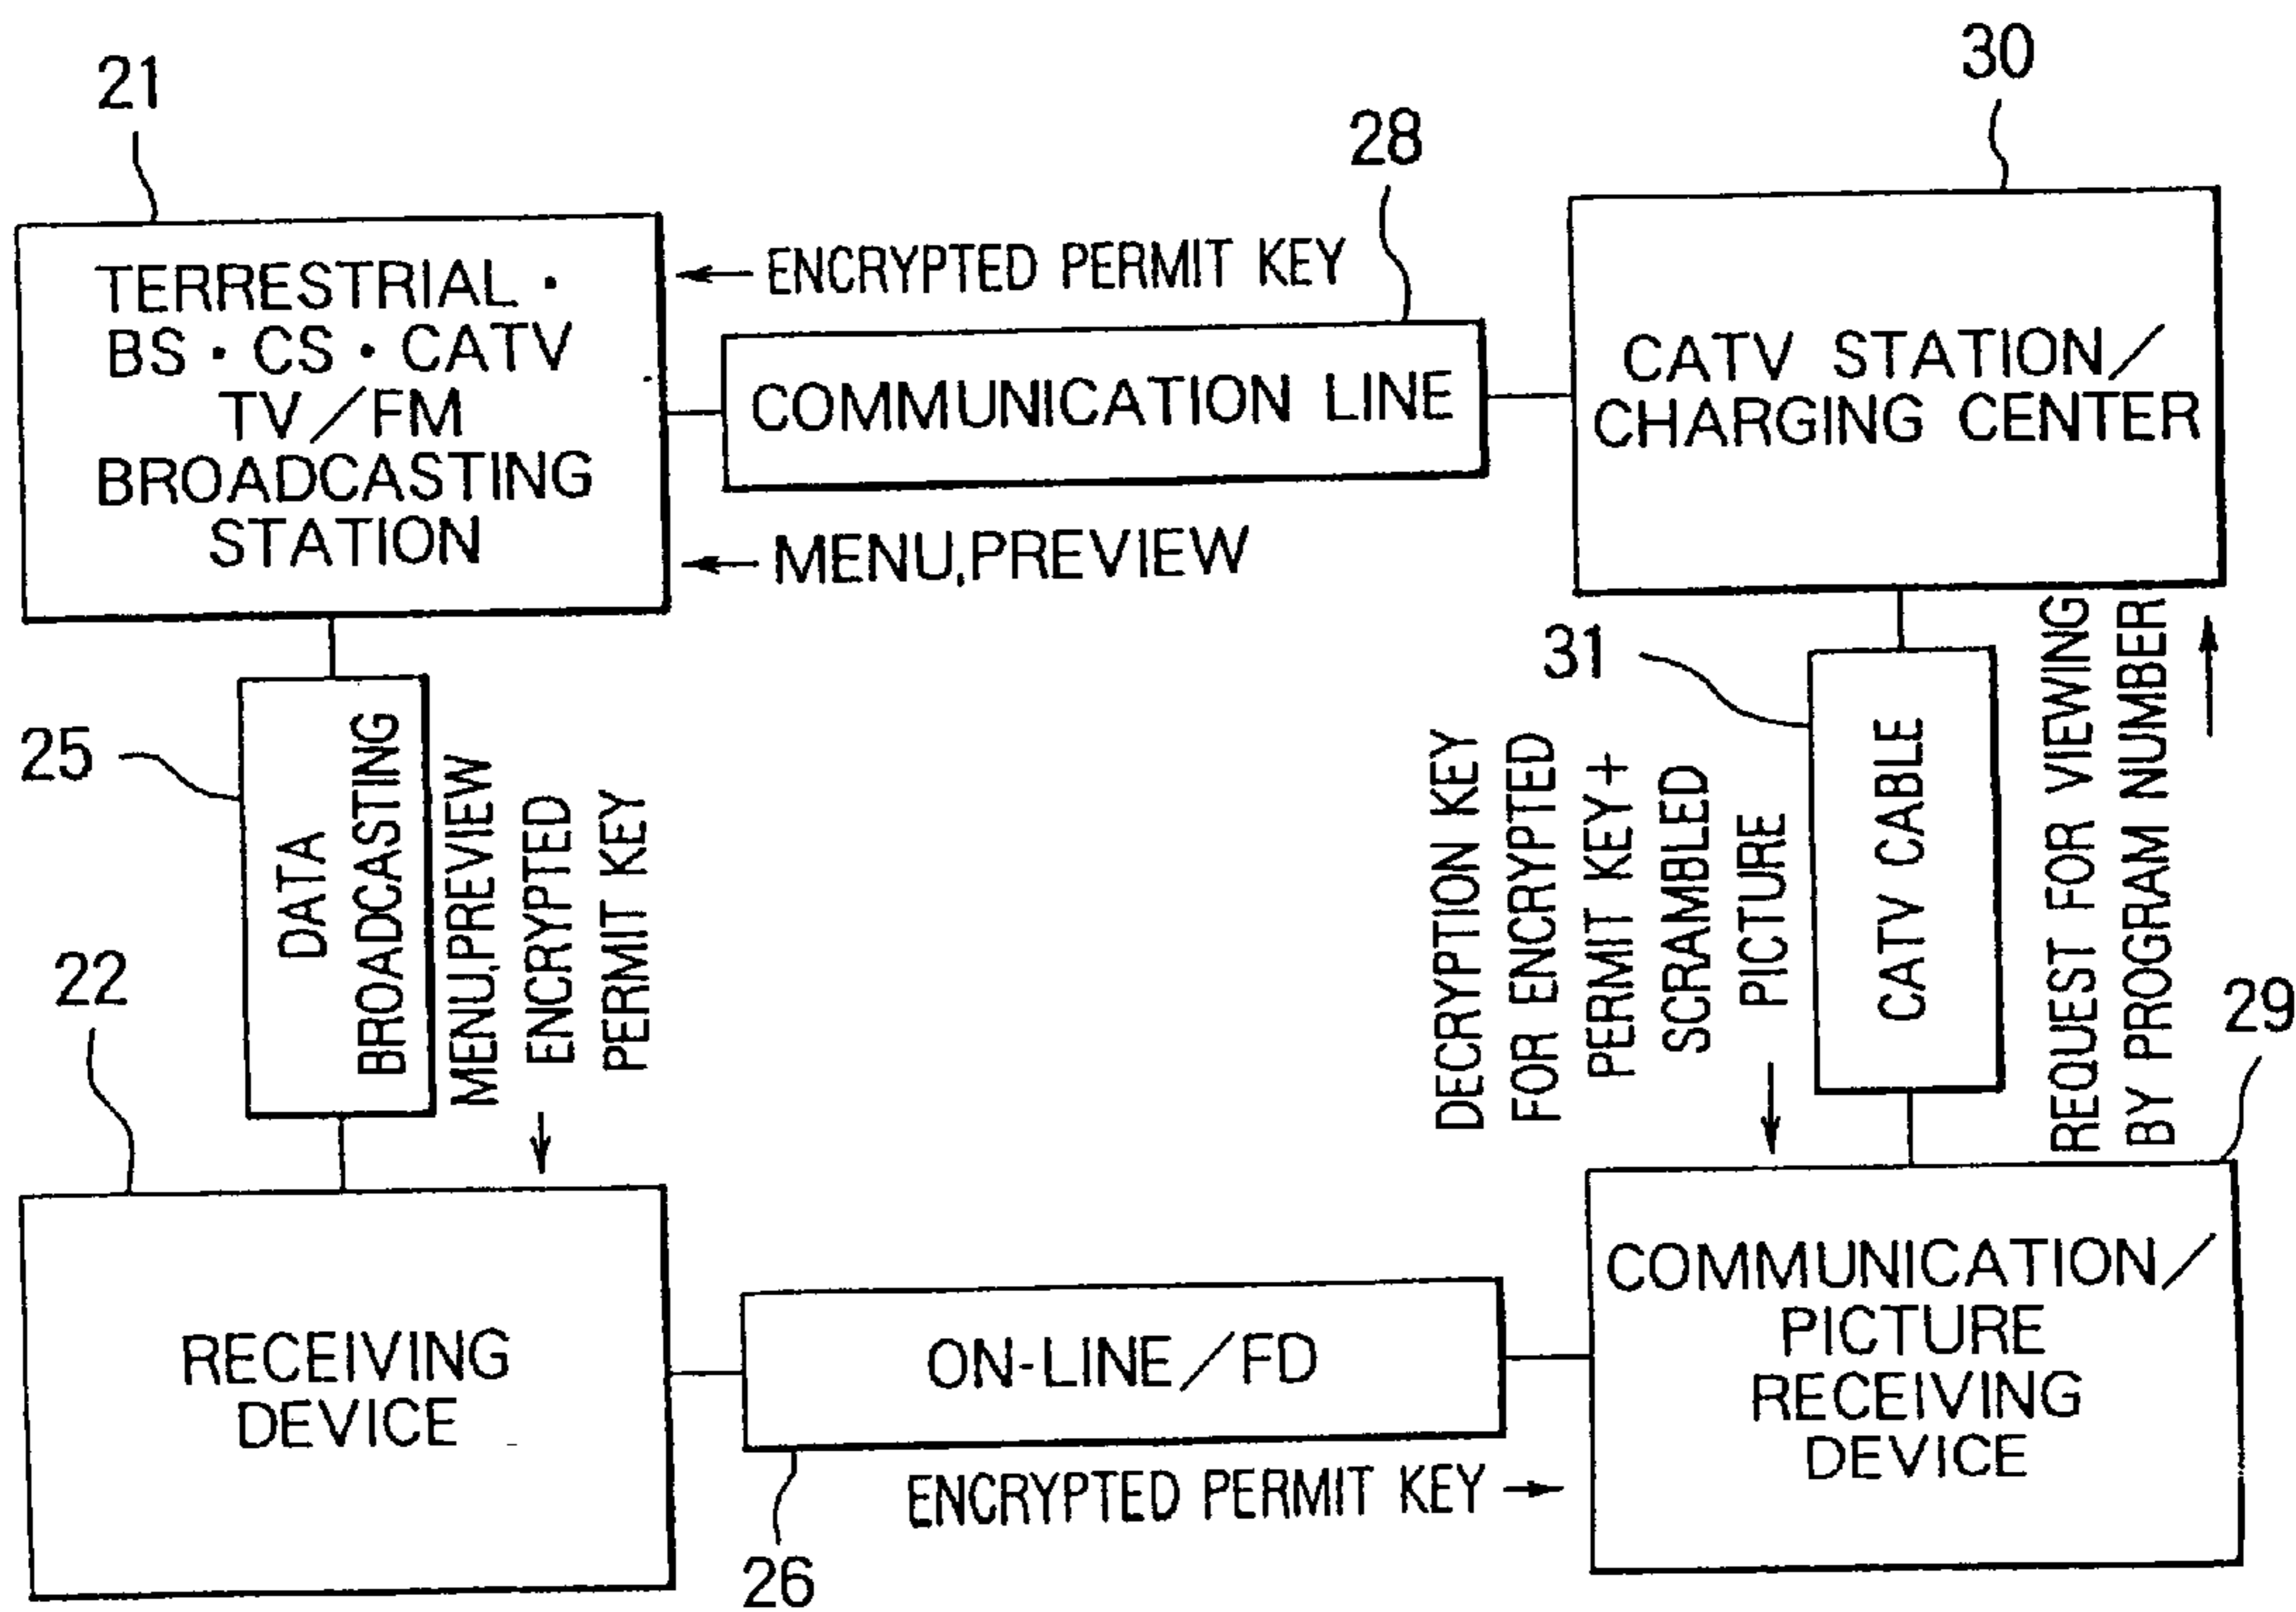 21
28
30
TERRESTRIAL ·
BS · CS · CATV
TV/FM
BROADCASTING
STATION
ENCRYPTED PERMIT KEY
COMMUNICATION LINE
MENU,PREVIEW
CATV STATION/
CHARGING CENTER
25
DATA
BROADCASTING
MENU,PREVIEW
ENCRYPTED
PERMIT KEY
31
DECRYPTION KEY
FOR ENCRYPTED
PERMIT KEY+
SCRAMBLED
PICTURE
CATV CABLE
REQUEST FOR VIEWING
BY PROGRAM NUMBER
22
29
RECEIVING
DEVICE
ON-LINE/FD
26
ENCRYPTED PERMIT KEY
COMMUNICATION/
PICTURE
RECEIVING
DEVICE